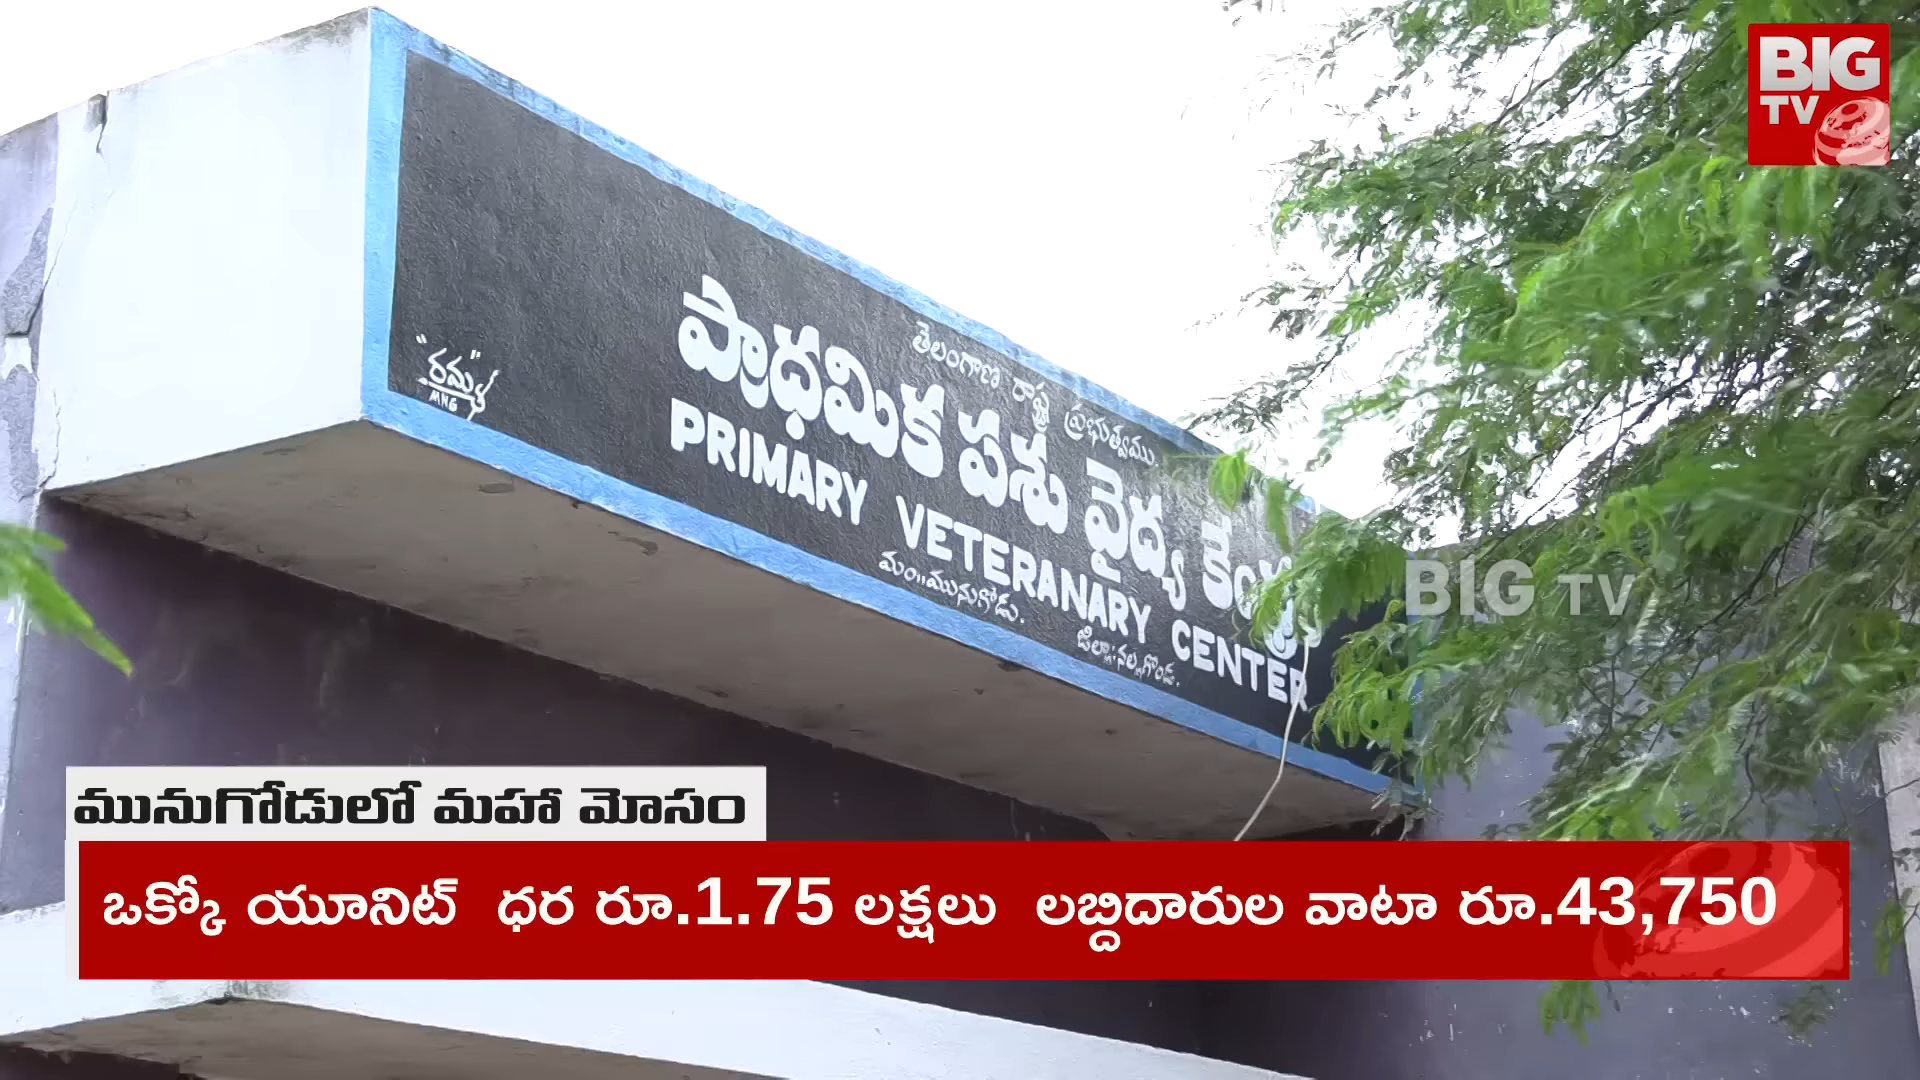 BIG
TV
తెలంగాణ రాష్ట్ర ప్రభుత్వము.
ప్రాథమిక పశు వైద్య కేంద్రం
PRIMARY VETERANARY CENTER
మం॥మునుగోడు.
జిల్లా:నల్లగొండ.
"రమ్య"
MNG
BIG TV
మునుగోడులో మహా మోసం
ఒక్కో యూనిట్ ధర రూ.1.75 లక్షలు లబ్దిదారుల వాటా రూ.43,750